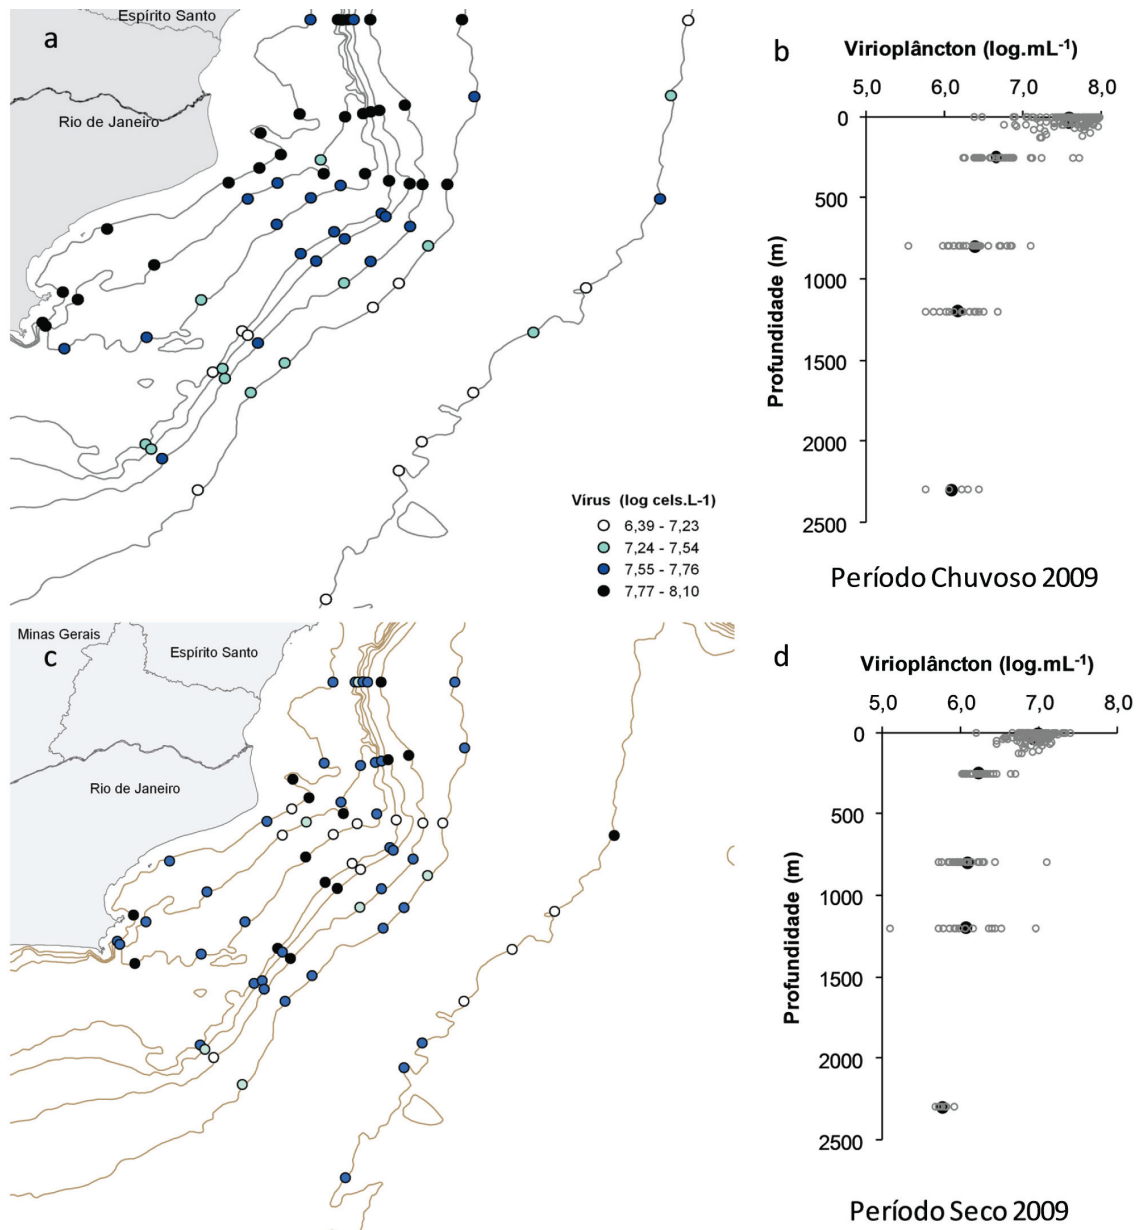 Espírito Santo
a
Rio de Janeiro
Vírus (log cels.L-1)
6,39 - 7,23
7,24 - 7,54
7,55 - 7,76
7,77 - 8,10
b
Virioplâncton (log.mL-1)
5,0 6,0 7,0 8,0
0
500
1000
1500
2000
2500
Profundidade (m)
Período Chuvoso 2009
Minas Gerais
c
Espírito Santo
Rio de Janeiro
d
Virioplâncton (log.mL-1)
5,0 6,0 7,0 8,0
0
500
1000
1500
2000
2500
Profundidade (m)
Período Seco 2009